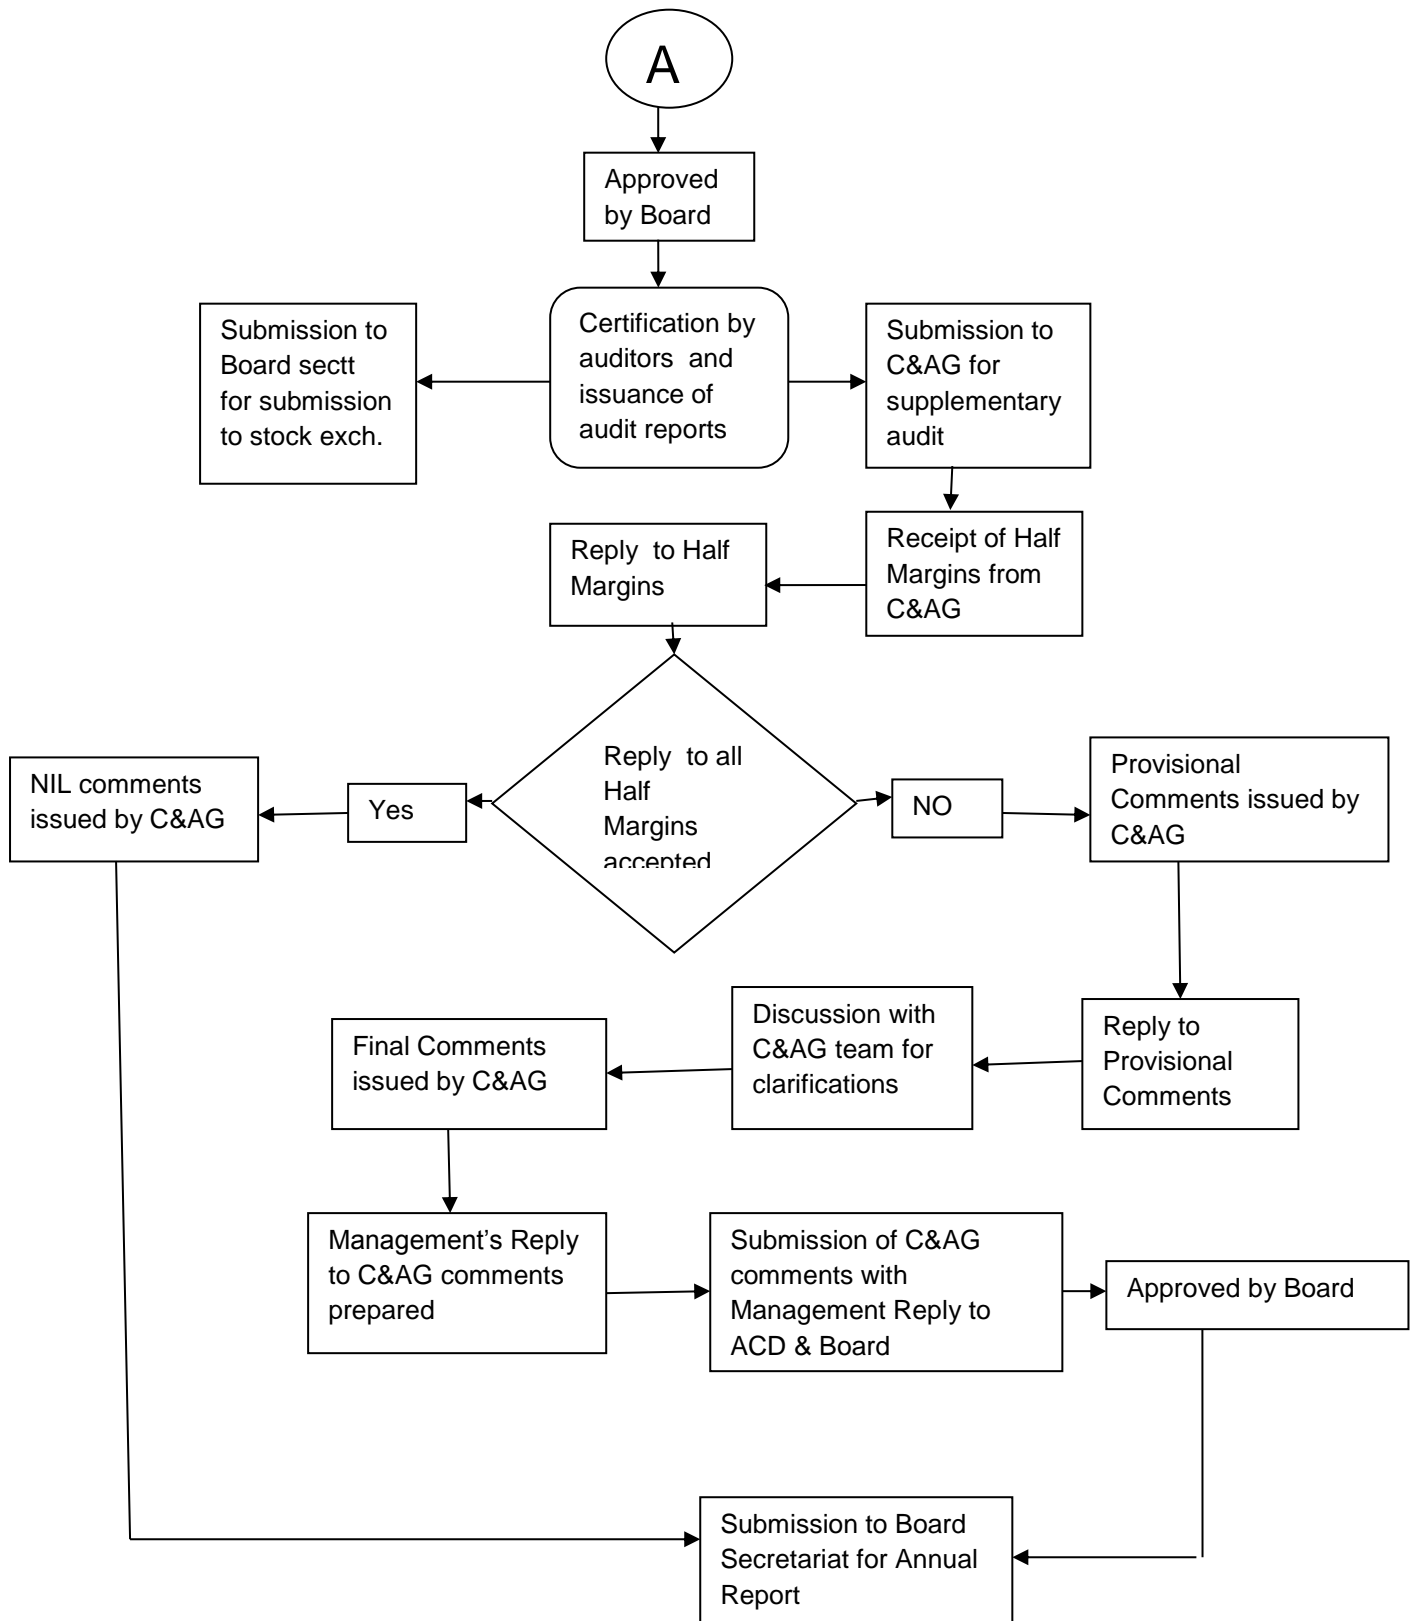 A
Approved
by Board
Submission to
Board sectt
for submission
to stock exch.
Certification by
auditors  and
issuance of
audit reports
Submission to
C&AG for
supplementary
audit
Reply  to Half
Margins
Receipt of Half
Margins from
C&AG
Reply  to all
Half
Margins
accepted
NIL comments
issued by C&AG
Yes
NO
Provisional
Comments issued by
C&AG
Final Comments
issued by C&AG
Discussion with
C&AG team for
clarifications
Reply to
Provisional
Comments
Management’s Reply
to C&AG comments
prepared
Submission of C&AG
comments with
Management Reply to
ACD & Board
Approved by Board
Submission to Board
Secretariat for Annual
Report